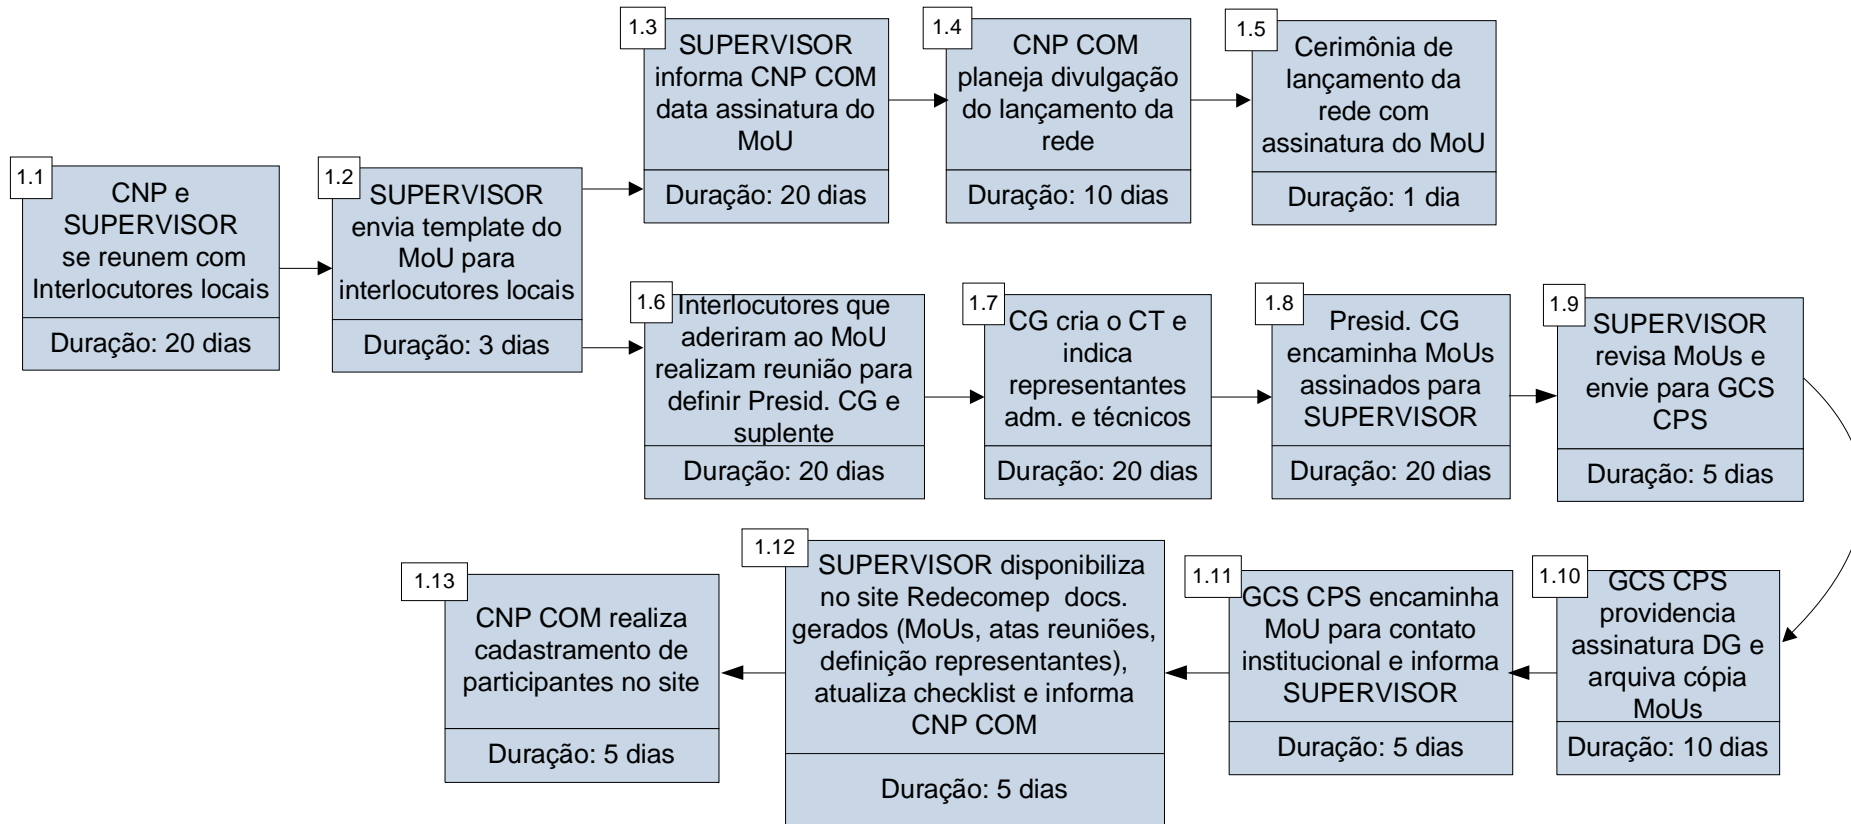 1.1
CNP e
SUPERVISOR
se reunem com
Interlocutores locais
Duração: 20 dias
1.2
SUPERVISOR
envia template do
MoU para
interlocutores locais
Duração: 3 dias
1.3
SUPERVISOR
informa CNP COM
data assinatura do
MoU
Duração: 20 dias
1.4
CNP COM
planeja divulgação
do lançamento da
rede
Duração: 10 dias
1.5
Cerimônia de
lançamento da
rede com
assinatura do MoU
Duração: 1 dia
1.6
Interlocutores que
aderiram ao MoU
realizam reunião para
definir Presid. CG e
suplente
Duração: 20 dias
1.7
CG cria o CT e
indica
representantes
adm. e técnicos
Duração: 20 dias
1.8
Presid. CG
encaminha MoUs
assinados para
SUPERVISOR
Duração: 20 dias
1.9
SUPERVISOR
revisa MoUs e
envie para GCS
CPS
Duração: 5 dias
1.10
GCS CPS
providencia
assinatura DG e
arquiva cópia
MoUs
Duração: 10 dias
1.11
GCS CPS encaminha
MoU para contato
institucional e informa
SUPERVISOR
Duração: 5 dias
1.12
SUPERVISOR disponibiliza
no site Redecomep docs.
gerados (MoUs, atas reuniões,
definição representantes),
atualiza checklist e informa
CNP COM
Duração: 5 dias
1.13
CNP COM realiza
cadastramento de
participantes no site
Duração: 5 dias